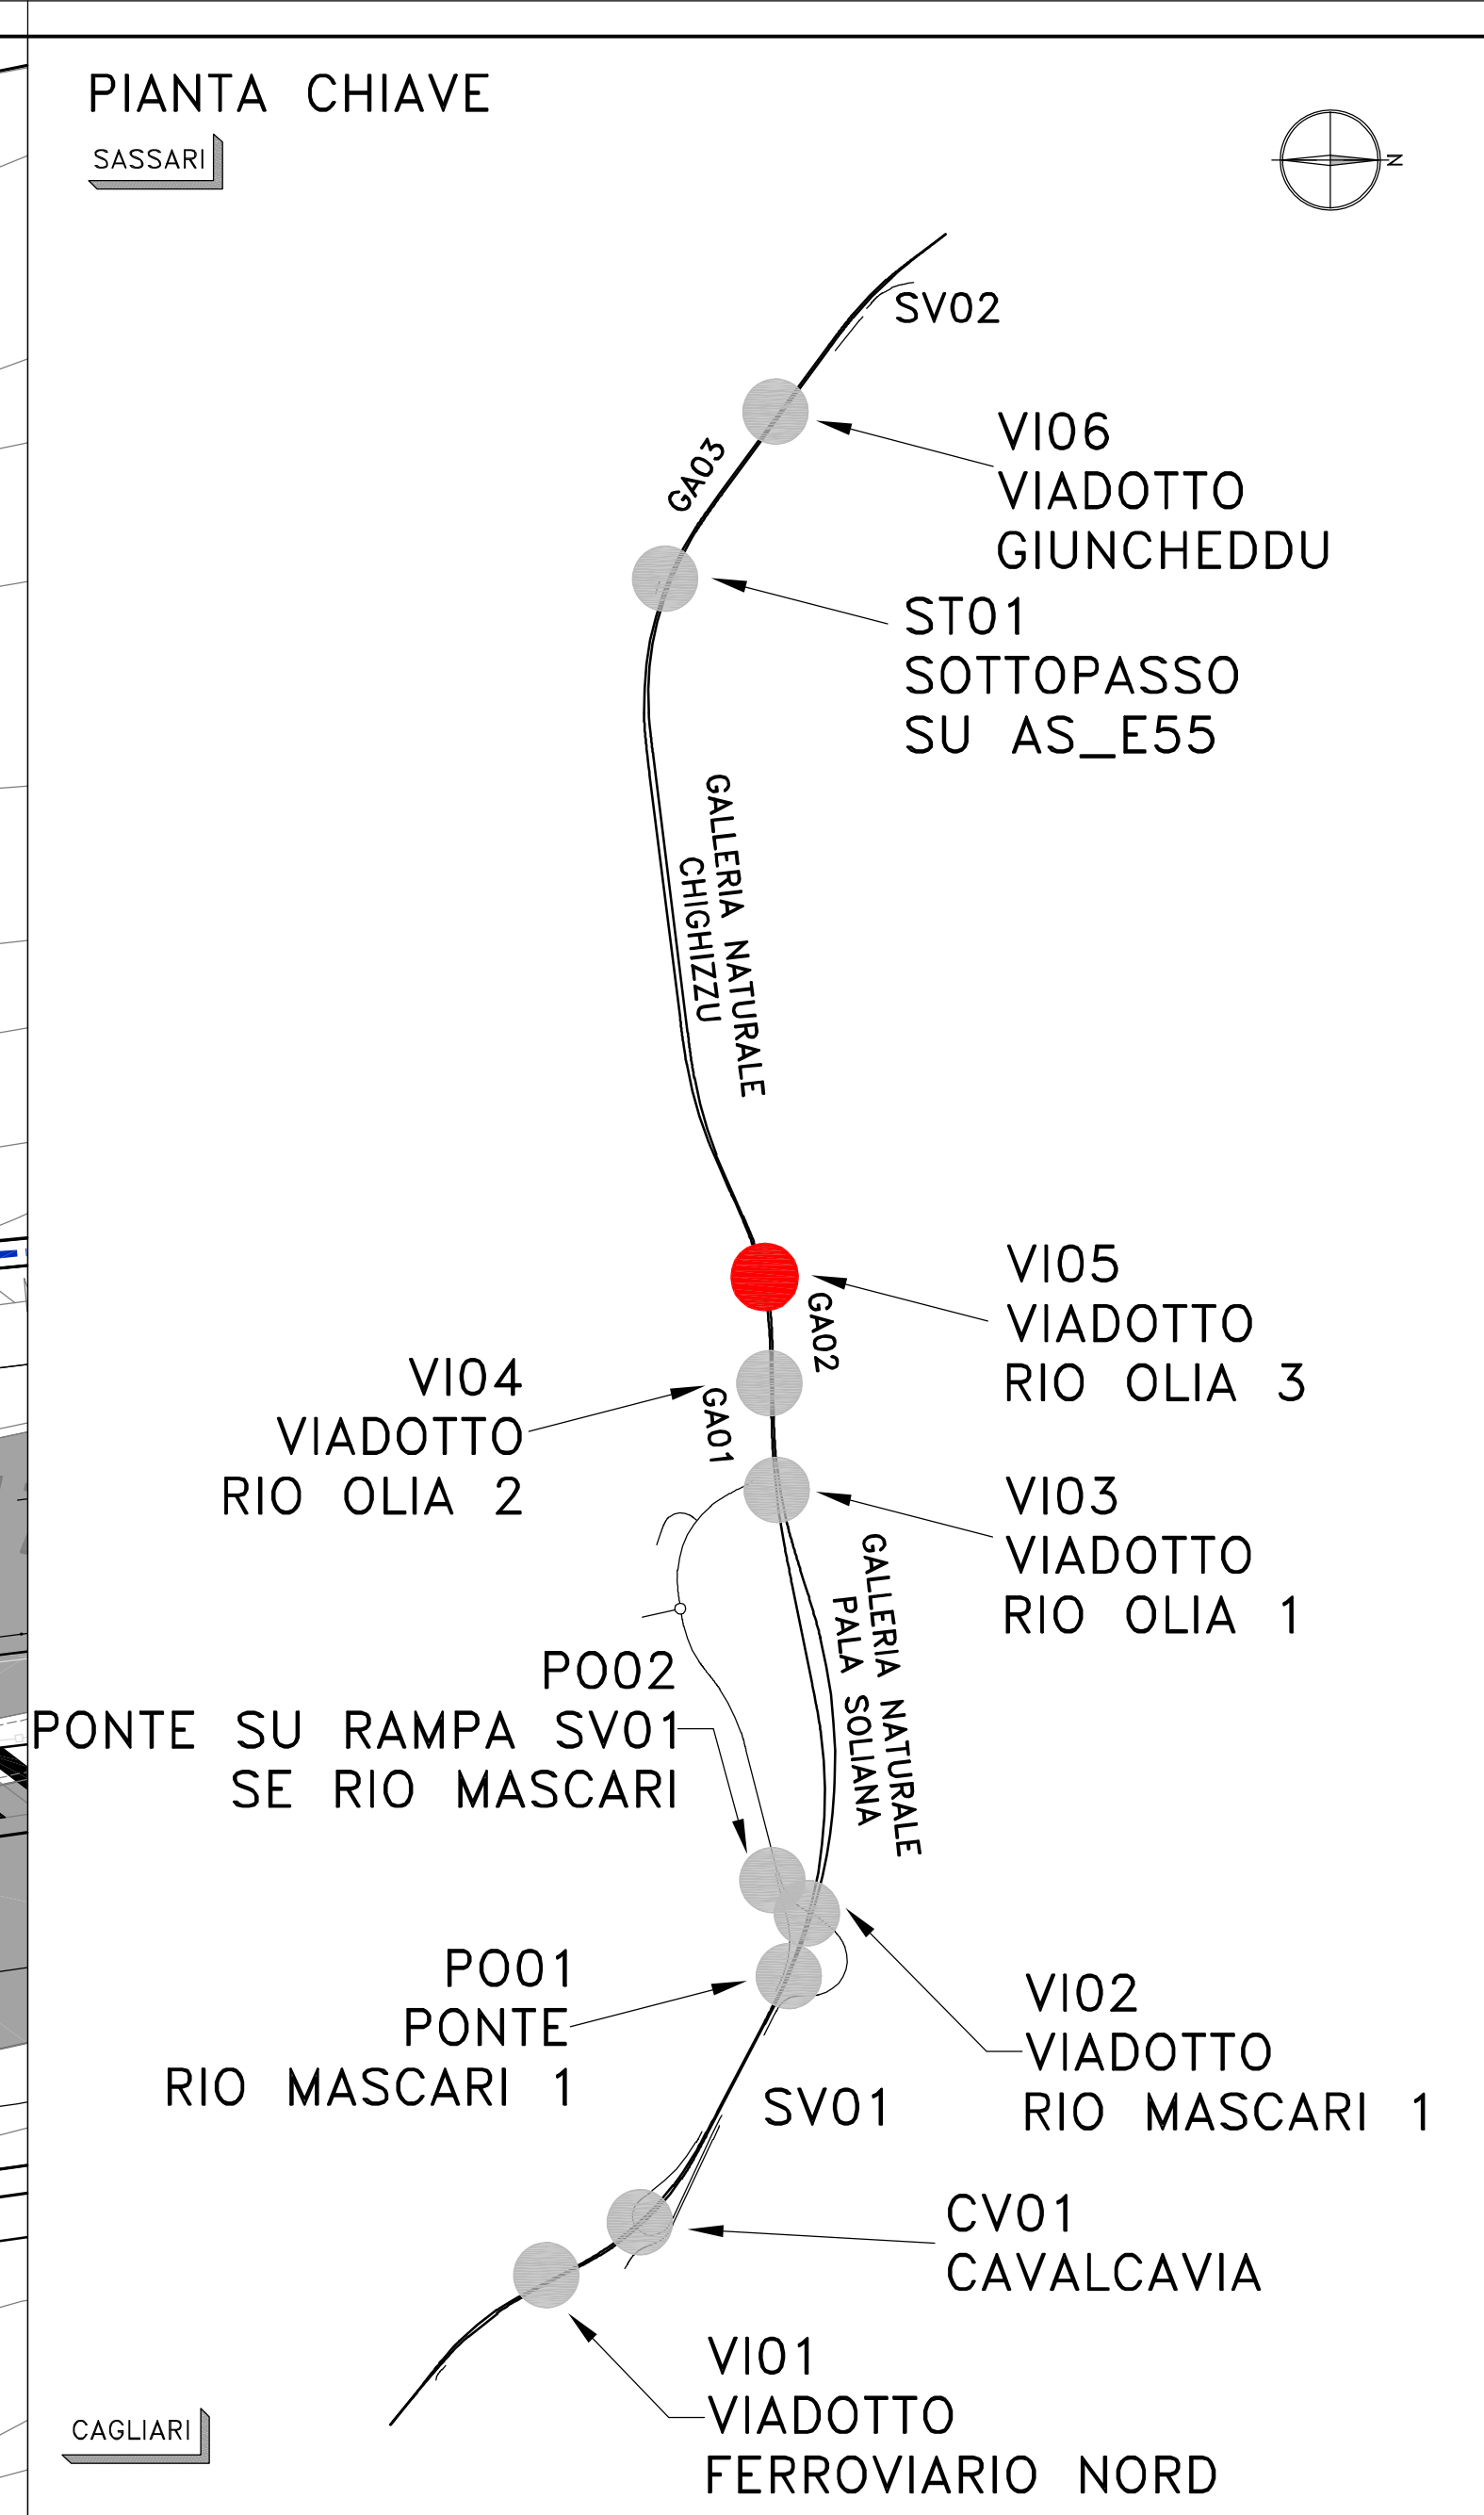 PIANTA CHIAVE
SASSARI
N
SV02
VI06
VIADOTTO
GIUNCHEDDU
GA03
ST01
SOTTOPASSO
SU AS_E55
GALLERIA NATURALE
CHIGHIZZU
VI05
VIADOTTO
RIO OLIA 3
GA02
VI04
VIADOTTO
RIO OLIA 2
GA01
VI03
VIADOTTO
RIO OLIA 1
GALLERIA NATURALE
PALA SOLIANA
PO02
PONTE SU RAMPA SV01
SE RIO MASCARI
PO01
PONTE
RIO MASCARI 1
VI02
VIADOTTO
RIO MASCARI 1
SV01
CV01
CAVALCAVIA
VI01
VIADOTTO
FERROVIARIO NORD
CAGLIARI